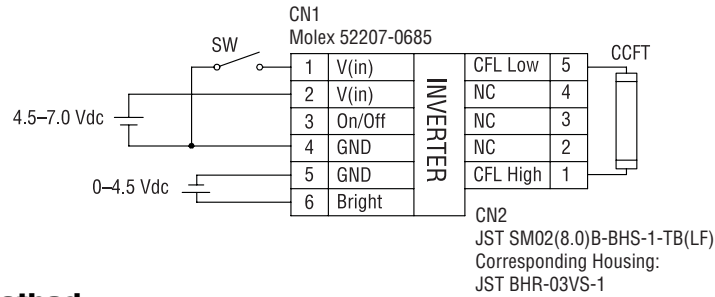 CN1
Molex 52207-0685
SW
CCFT
1 V(in) CFL Low 5
2 V(in) NC 4
4.5–7.0 Vdc
3 On/Off NC 3
INVERTER
4 GND NC 2
0–4.5 Vdc
5 GND CFL High 1
6 Bright
CN2
JST SM02(8.0)B-BHS-1-TB(LF)
Corresponding Housing:
JST BHR-03VS-1